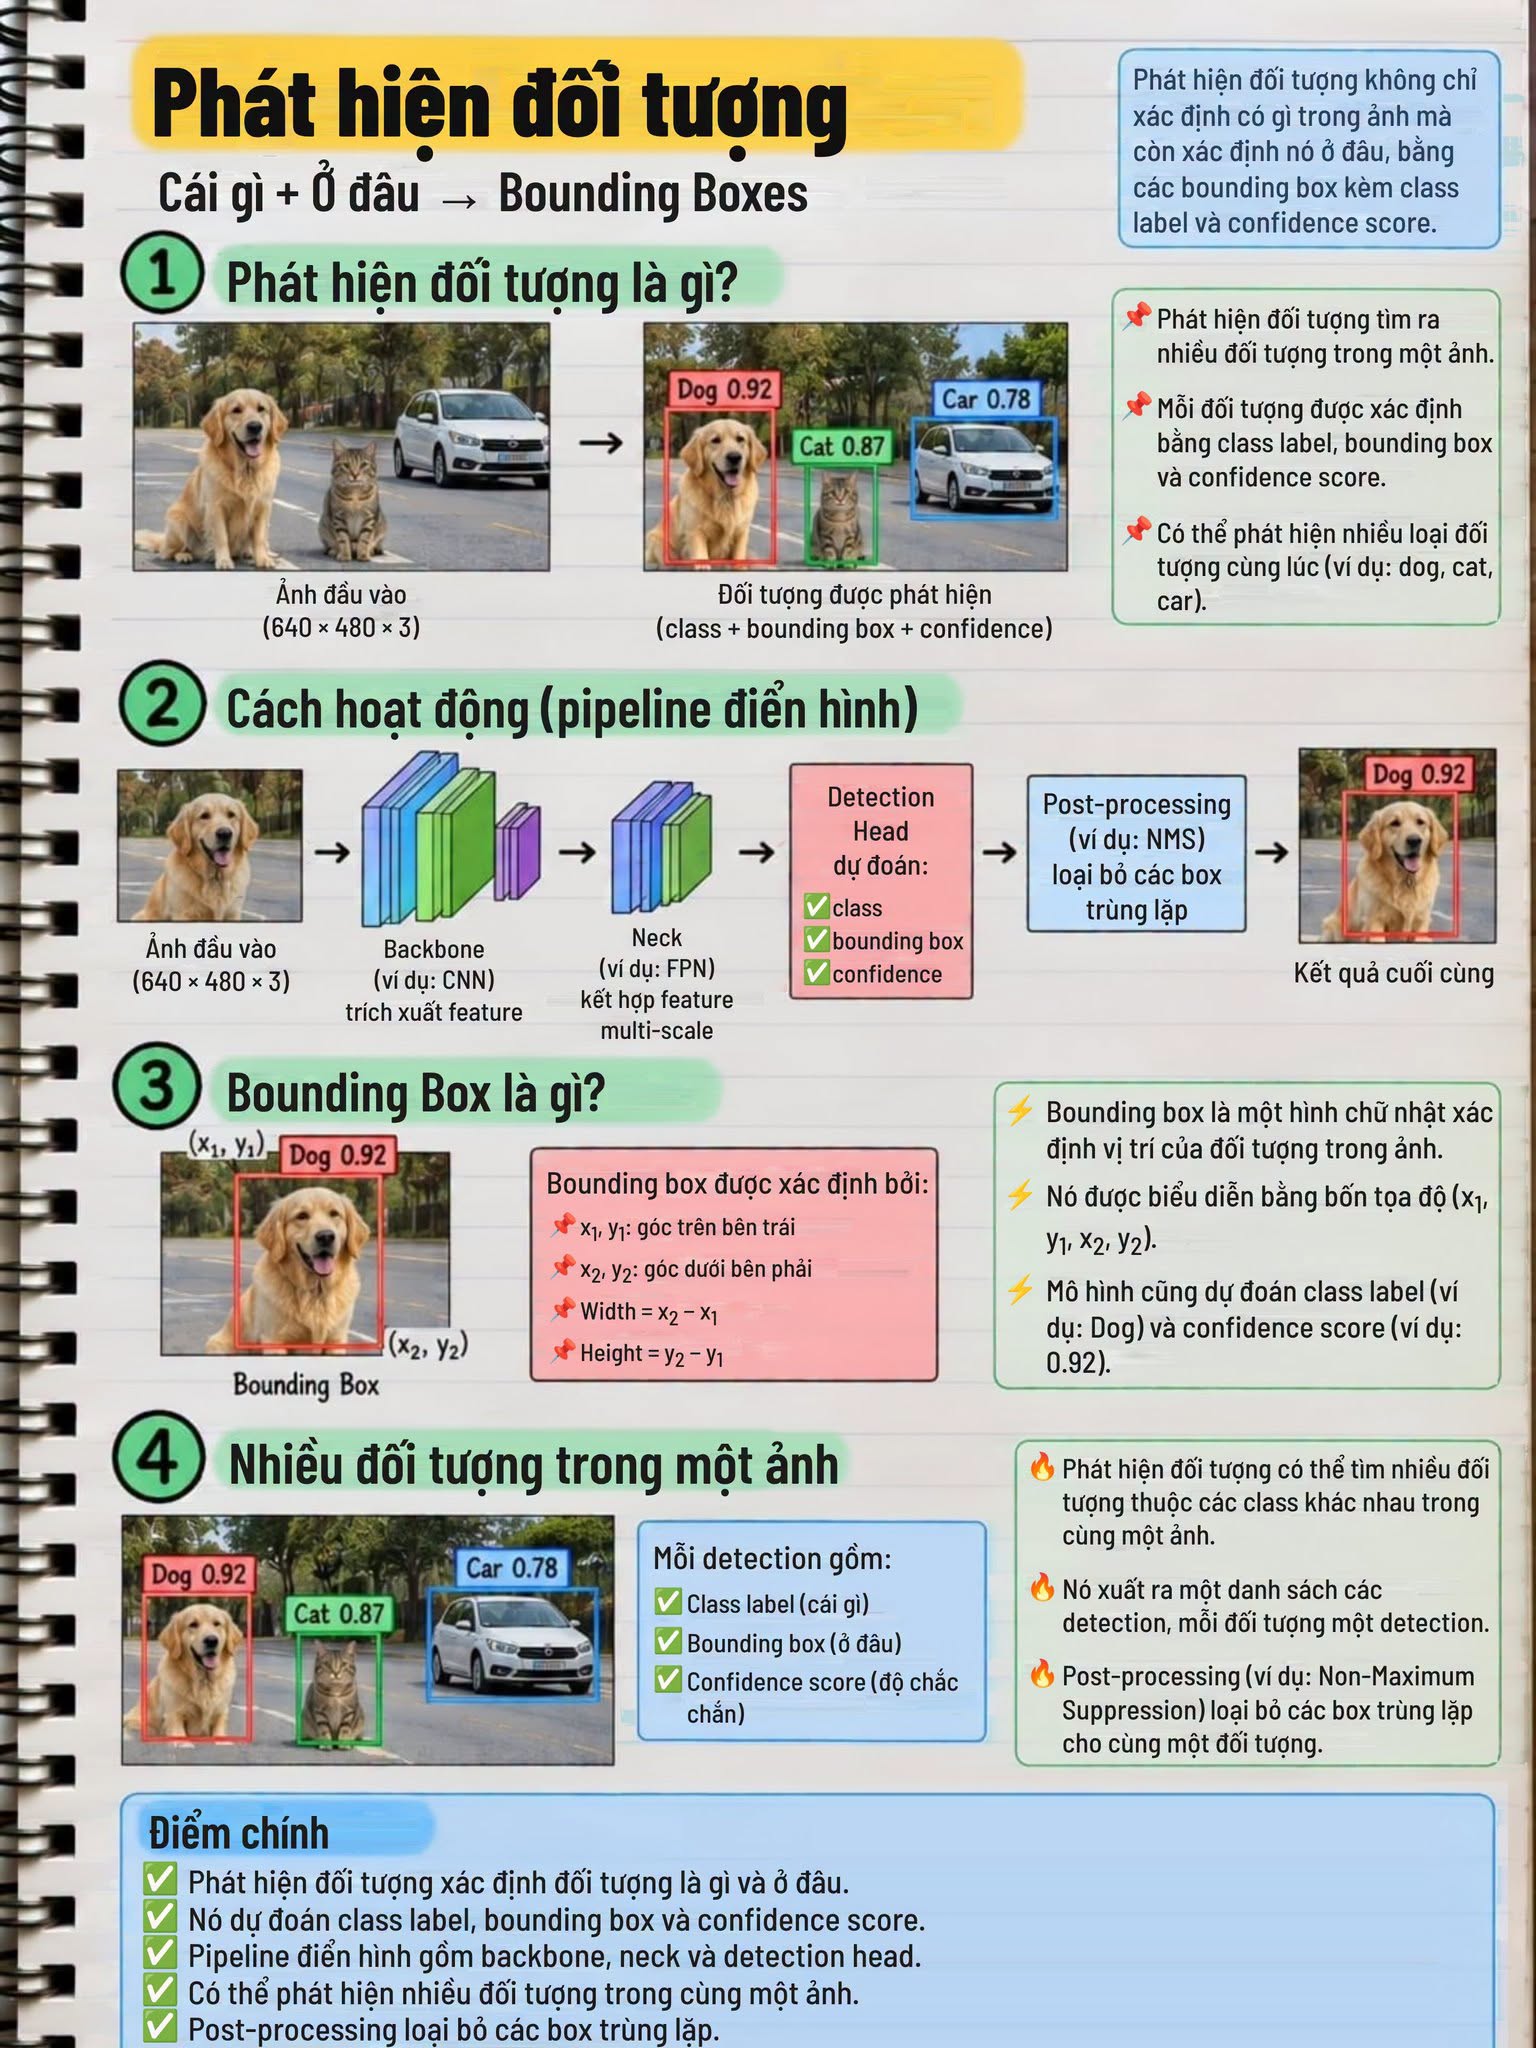 Phát hiện đối tượng
Cái gì + Ở đâu → Bounding Boxes
Phát hiện đối tượng không chỉ
xác định có gì trong ảnh mà
còn xác định nó ở đâu, bằng
các bounding box kèm class
label và confidence score.
1 Phát hiện đối tượng là gì?
Dog 0.92
Cat 0.87
Car 0.78
Ảnh đầu vào
(640 × 480 × 3)
Đối tượng được phát hiện
(class + bounding box + confidence)
📌 Phát hiện đối tượng tìm ra
nhiều đối tượng trong một ảnh.
📌 Mỗi đối tượng được xác định
bằng class label, bounding box
và confidence score.
📌 Có thể phát hiện nhiều loại đối
tượng cùng lúc (ví dụ: dog, cat,
car).
2 Cách hoạt động (pipeline điển hình)
Ảnh đầu vào
(640 × 480 × 3)
Backbone
(ví dụ: CNN)
trích xuất feature
Neck
(ví dụ: FPN)
kết hợp feature
multi-scale
Detection
Head
dự đoán:
✅class
✅bounding box
✅confidence
Post-processing
(ví dụ: NMS)
loại bỏ các box
trùng lặp
Dog 0.92
Kết quả cuối cùng
3 Bounding Box là gì?
(x₁, y₁)
Dog 0.92
(x₂, y₂)
Bounding Box
Bounding box được xác định bởi:
📌 x₁, y₁: góc trên bên trái
📌 x₂, y₂: góc dưới bên phải
📌 Width = x₂ − x₁
📌 Height = y₂ − y₁
⚡ Bounding box là một hình chữ nhật xác
định vị trí của đối tượng trong ảnh.
⚡ Nó được biểu diễn bằng bốn tọa độ (x₁,
y₁, x₂, y₂).
⚡ Mô hình cũng dự đoán class label (ví
dụ: Dog) và confidence score (ví dụ:
0.92).
4 Nhiều đối tượng trong một ảnh
Dog 0.92
Cat 0.87
Car 0.78
Mỗi detection gồm:
✅ Class label (cái gì)
✅ Bounding box (ở đâu)
✅ Confidence score (độ chắc
chắn)
🔥 Phát hiện đối tượng có thể tìm nhiều đối
tượng thuộc các class khác nhau trong
cùng một ảnh.
🔥 Nó xuất ra một danh sách các
detection, mỗi đối tượng một detection.
🔥 Post-processing (ví dụ: Non-Maximum
Suppression) loại bỏ các box trùng lặp
cho cùng một đối tượng.
Điểm chính
✅ Phát hiện đối tượng xác định đối tượng là gì và ở đâu.
✅ Nó dự đoán class label, bounding box và confidence score.
✅ Pipeline điển hình gồm backbone, neck và detection head.
✅ Có thể phát hiện nhiều đối tượng trong cùng một ảnh.
✅ Post-processing loại bỏ các box trùng lặp.